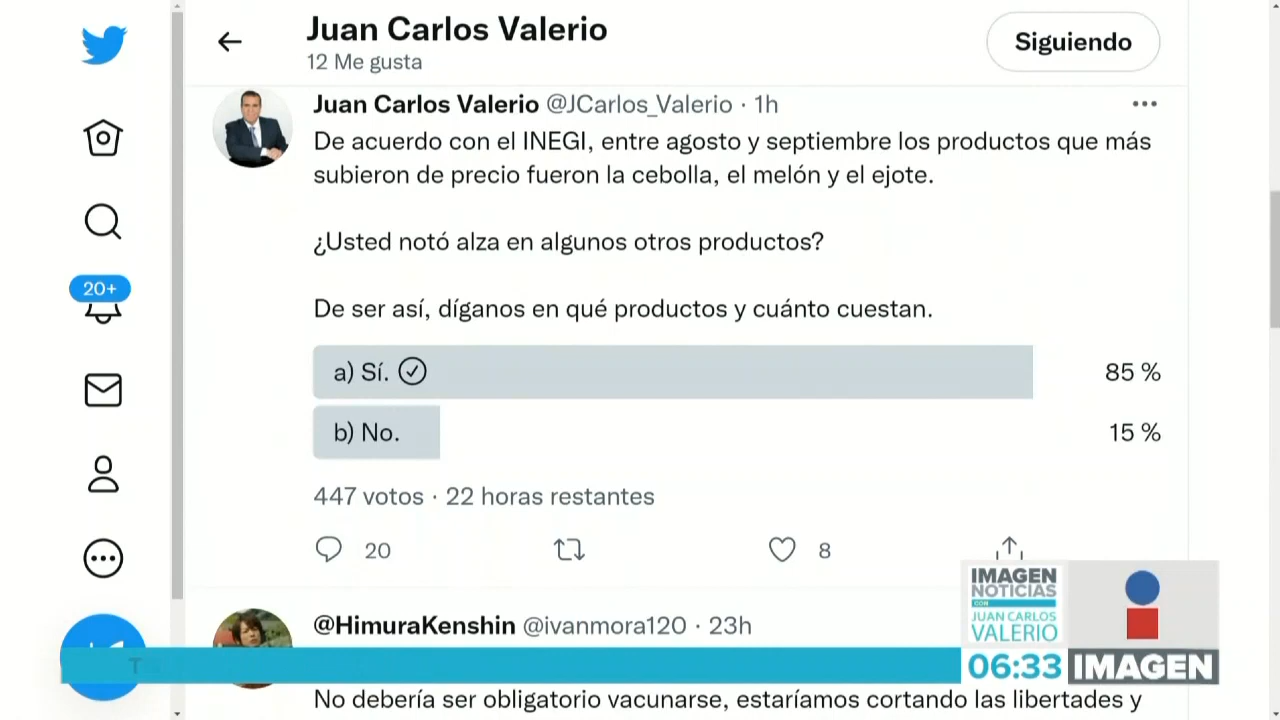 Juan Carlos Valerio
12 Me gusta
Siguiendo
Juan Carlos Valerio @JCarlos_Valerio · 1h
De acuerdo con el INEGI, entre agosto y septiembre los productos que más
subieron de precio fueron la cebolla, el melón y el ejote.
¿Usted notó alza en algunos otros productos?
De ser así, díganos en qué productos y cuánto cuestan.
a) Sí.
85 %
b) No.
15 %
447 votos · 22 horas restantes
20
8
20+
@HimuraKenshin @ivanmora120 · 23h
No debería ser obligatorio vacunarse, estaríamos cortando las libertades y
IMAGEN
NOTICIAS
CON
JUAN CARLOS
VALERIO
06:33 IMAGEN